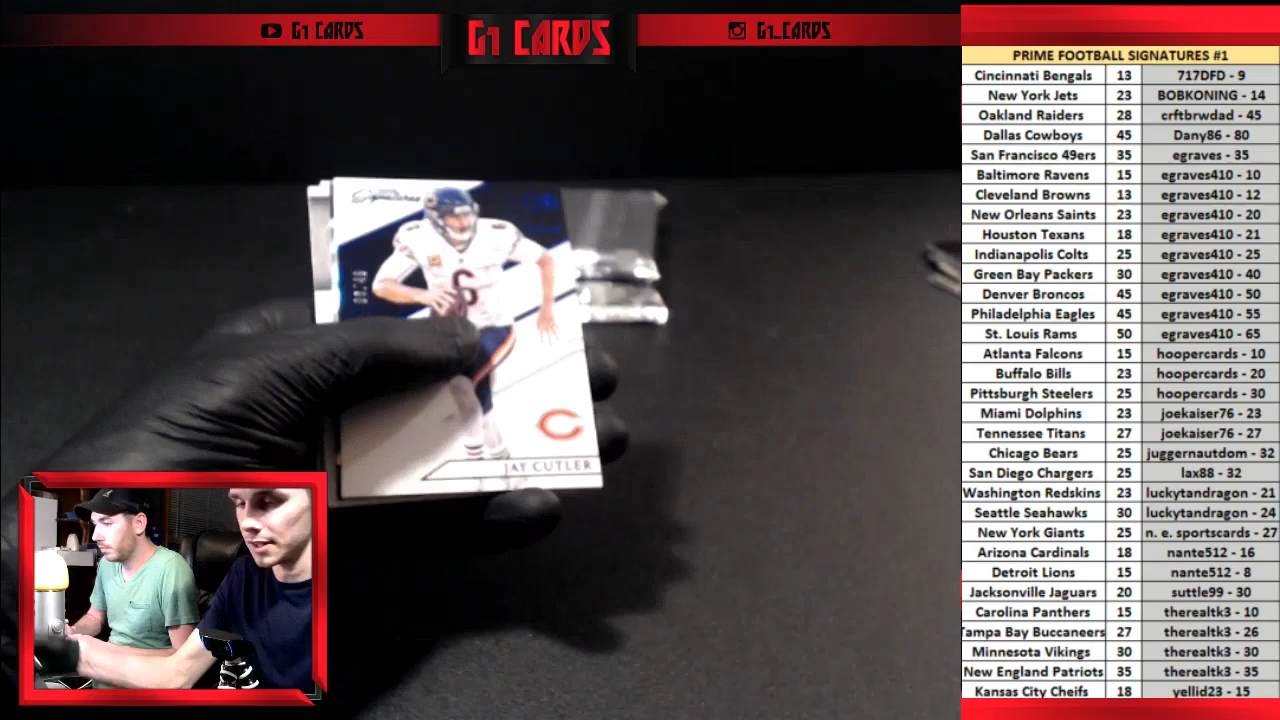 G1 CARDS
G1 CARDS
G1_CARDS
PRIME FOOTBALL SIGNATURES #1
Cincinnati Bengals 13 717DFD - 9
New York Jets 23 BOBKONING - 14
Oakland Raiders 28 crftbrwdad - 45
Dallas Cowboys 45 Dany86 - 80
San Francisco 49ers 35 egraves - 35
Baltimore Ravens 15 egraves410 - 10
Cleveland Browns 13 egraves410 - 12
New Orleans Saints 23 egraves410 - 20
Houston Texans 18 egraves410 - 21
Indianapolis Colts 25 egraves410 - 25
Green Bay Packers 30 egraves410 - 40
Denver Broncos 45 egraves410 - 50
Philadelphia Eagles 45 egraves410 - 55
St. Louis Rams 50 egraves410 - 65
Atlanta Falcons 15 hoopercards - 10
Buffalo Bills 23 hoopercards - 20
Pittsburgh Steelers 25 hoopercards - 30
Miami Dolphins 23 joekaiser76 - 23
Tennessee Titans 27 joekaiser76 - 27
Chicago Bears 25 juggernautdom - 32
San Diego Chargers 25 lax88 - 32
Washington Redskins 23 luckytandragon - 21
Seattle Seahawks 30 luckytandragon - 24
New York Giants 25 n. e. sportscards - 27
Arizona Cardinals 18 nante512 - 16
Detroit Lions 15 nante512 - 8
Jacksonville Jaguars 20 suttle99 - 30
Carolina Panthers 15 therealtk3 - 10
Tampa Bay Buccaneers 27 therealtk3 - 26
Minnesota Vikings 30 therealtk3 - 30
New England Patriots 35 therealtk3 - 35
Kansas City Cheifs 18 yellid23 - 15
Signatures
6
C
JAY CUTLER